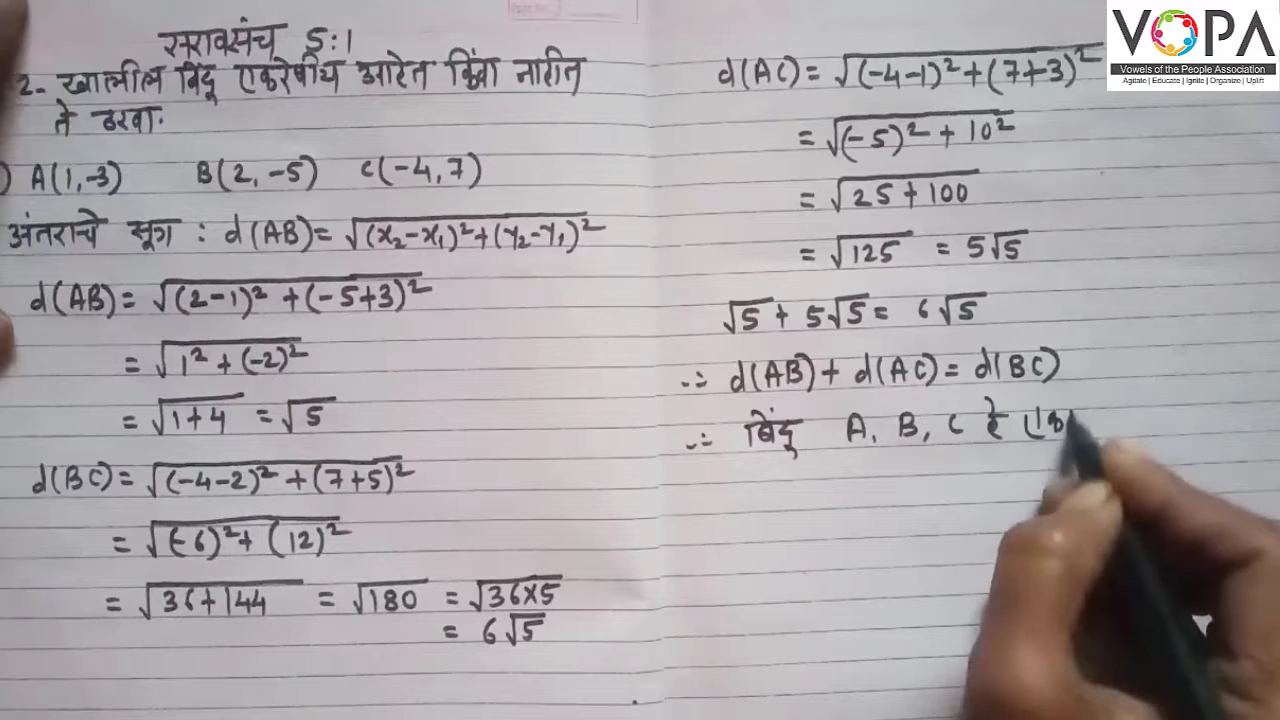 सरावसंच 5.1
2. खालील बिंदू एकरेषीय आहेत किंवा नाहीत
ते ठरवा.
) A(1,-3) B(2,-5) C(-4,7)
अंतराचे सूत्र : d(AB)= √(x₂-x₁)²+(y₂-y₁)²
d(AB)= √(2-1)²+(-5+3)²
= √1²+(-2)²
= √1+4 = √5
d(BC)= √(-4-2)²+(7+5)²
= √(-6)²+(12)²
= √36+144 = √180 = √36×5
= 6√5
d(AC)= √(-4-1)²+(7+3)²
= √(-5)²+10²
= √25+100
= √125 = 5√5
√5 + 5√5 = 6√5
∴ d(AB)+ d(AC)= d(BC)
∴ बिंदू A, B, C हे एक
VOPA
Vowels of the People Association
Agitate | Educate | Ignite | Organize | Uplift